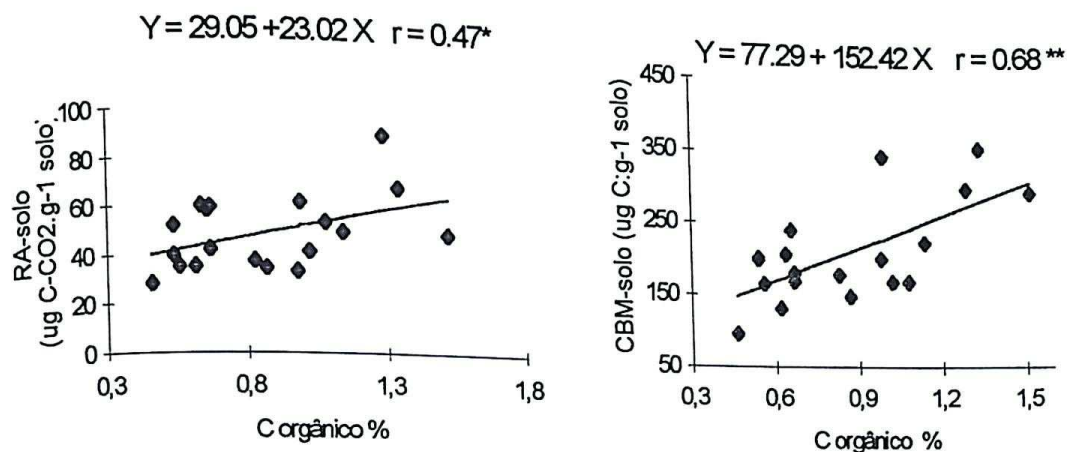 Y = 29.05 +23.02 X r = 0.47*
RA-solo
(ug C-CO2.g-1 solo)
100
80
60
40
20
0
0,3
0,8
1,3
1,8
C orgânico %
Y = 77.29 + 152.42 X r = 0.68 **
CBM-solo (ug C:g-1 solo)
450
350
250
150
50
0,3
0,6
0,9
1,2
1,5
C orgânico %